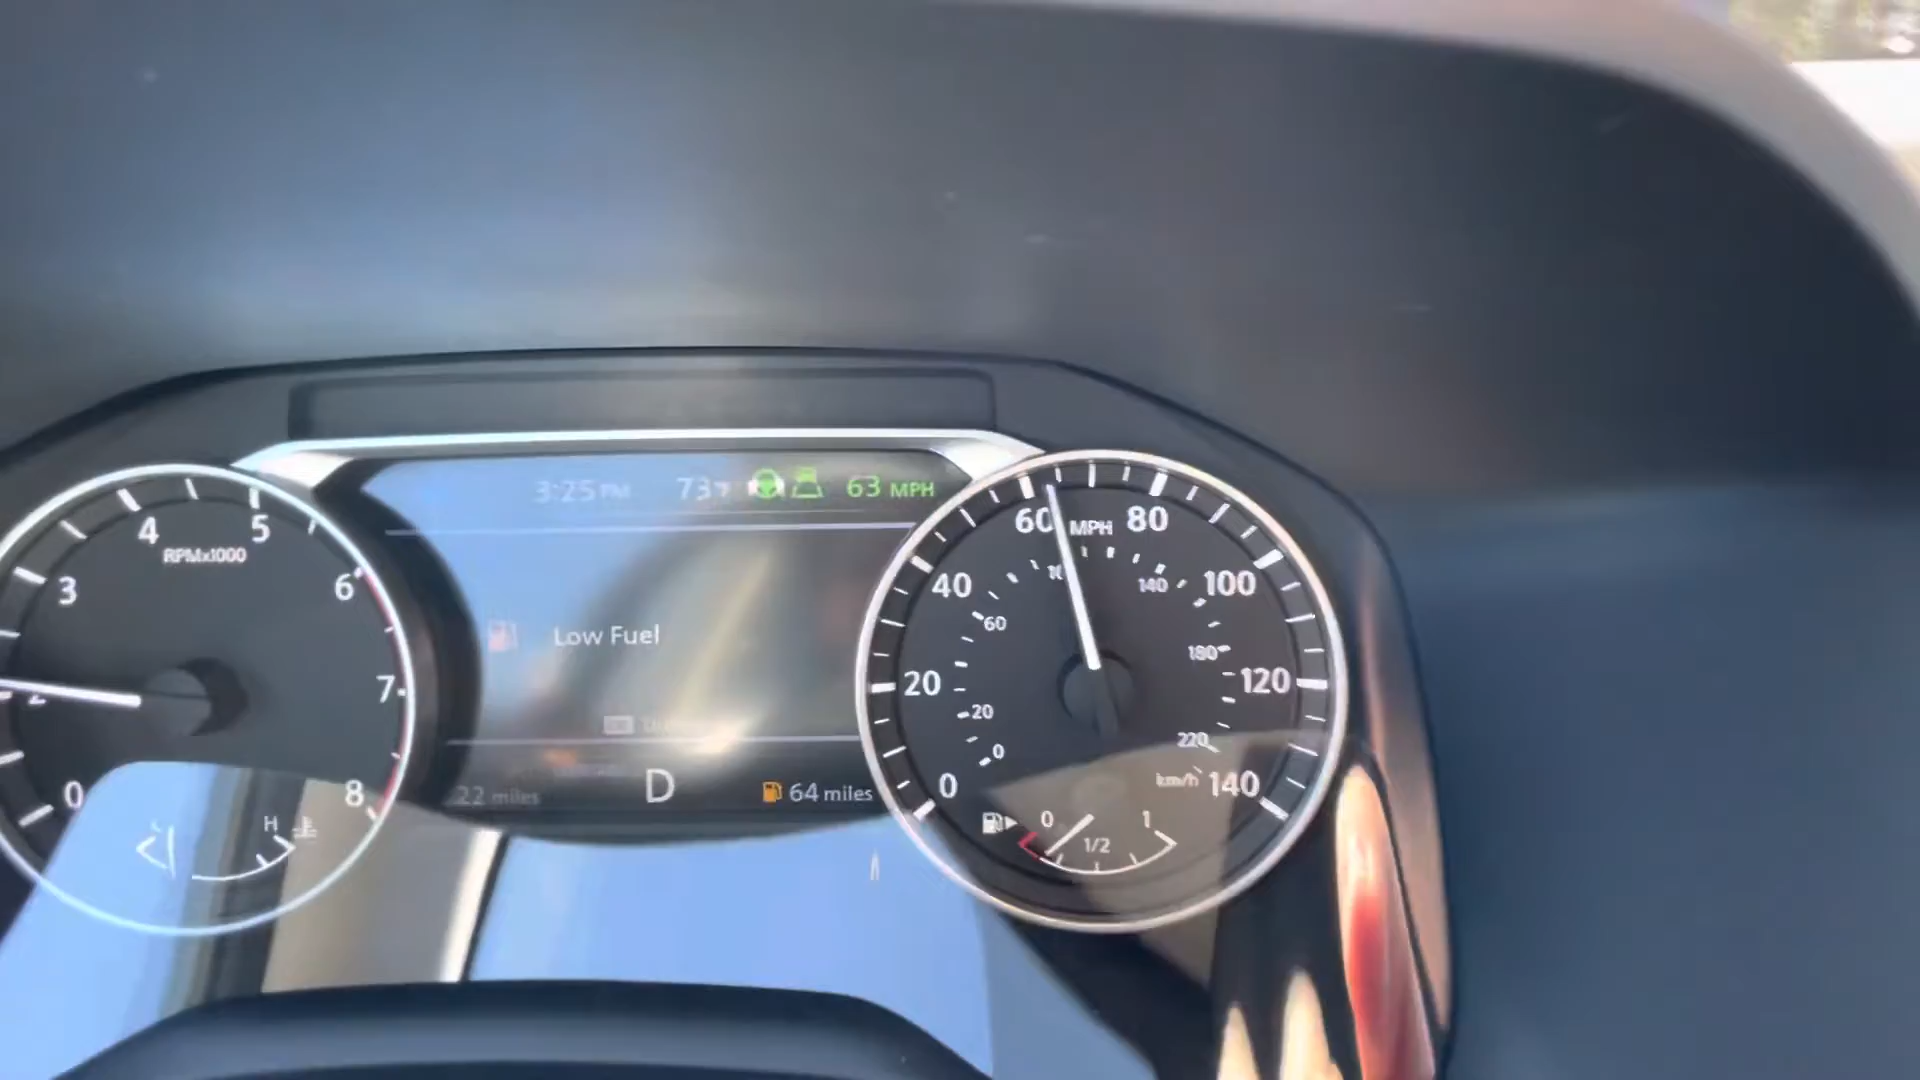 3:25 PM 63 MPH
Low Fuel
22 miles D 64 miles
0 2 3 4 5 6 7 8
RPMx1000
H
0 20 40 60 80 100 120 140
MPH
0 20 60 140 180 220
km/h
0 1/2 1